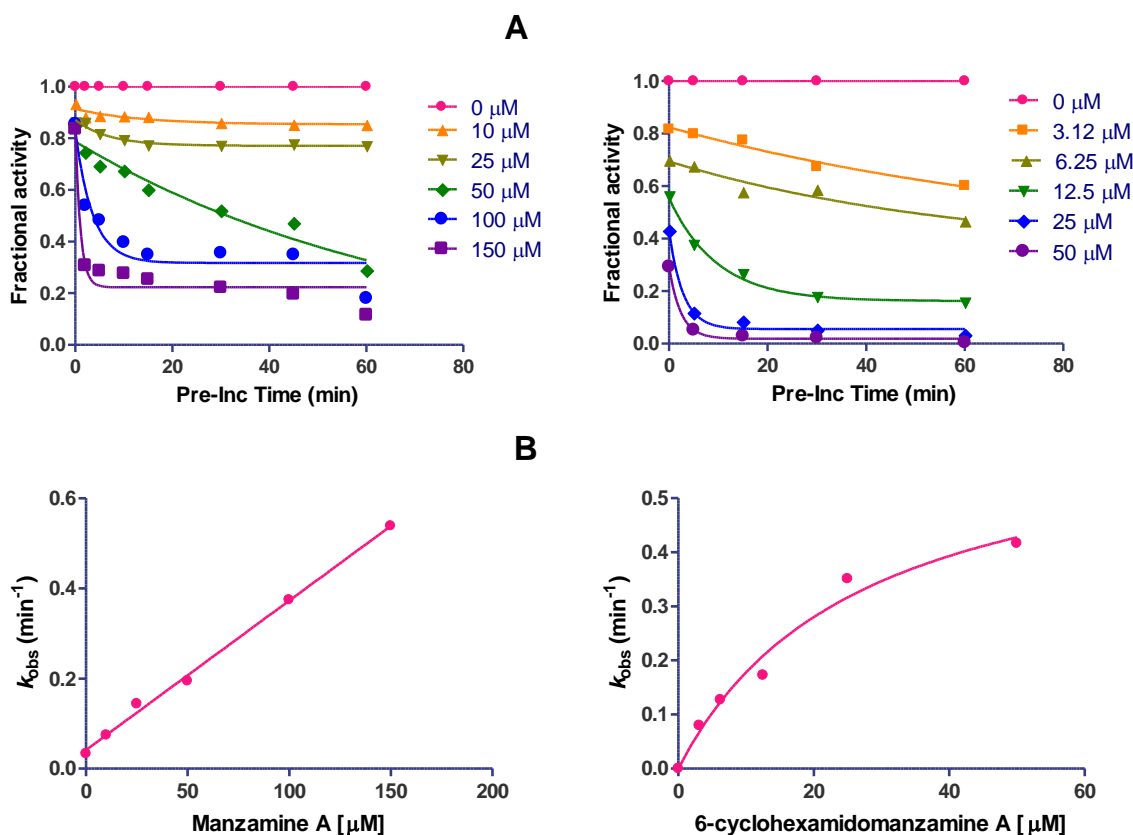 A
Fractional activity
1.0
0.8
0.6
0.4
0.2
0.0
0
20
40
60
80
Pre-Inc Time (min)
0 μM
10 μM
25 μM
50 μM
100 μM
150 μM
Fractional activity
1.0
0.8
0.6
0.4
0.2
0.0
0
20
40
60
80
Pre-Inc Time (min)
0 μM
3.12 μM
6.25 μM
12.5 μM
25 μM
50 μM
B
kobs (min-1)
0.6
0.4
0.2
0.0
0
50
100
150
200
Manzamine A [μM]
kobs (min-1)
0.5
0.4
0.3
0.2
0.1
0.0
0
20
40
60
6-cyclohexamidomanzamine A [μM]